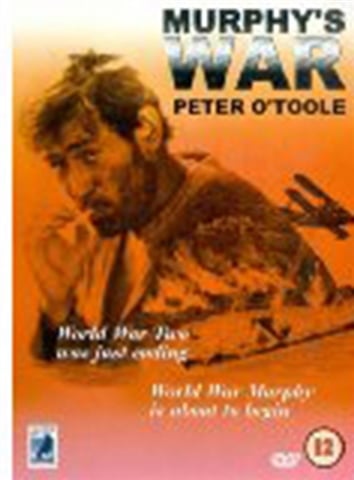 MURPHY'S
WAR
PETER O'TOOLE
World War Two
was just ending
World War Murphy
is about to begin
12
DVD